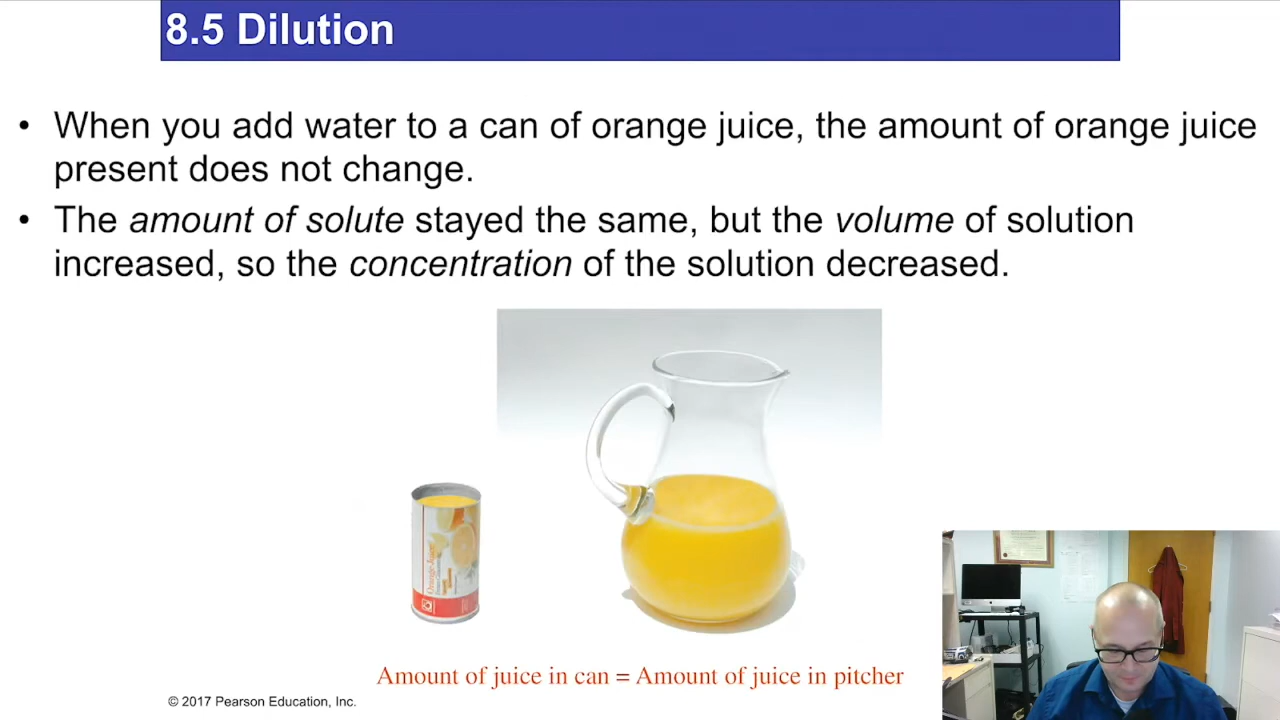 8.5 Dilution
• When you add water to a can of orange juice, the amount of orange juice
present does not change.
• The amount of solute stayed the same, but the volume of solution
increased, so the concentration of the solution decreased.
Orange Juice
Amount of juice in can = Amount of juice in pitcher
© 2017 Pearson Education, Inc.